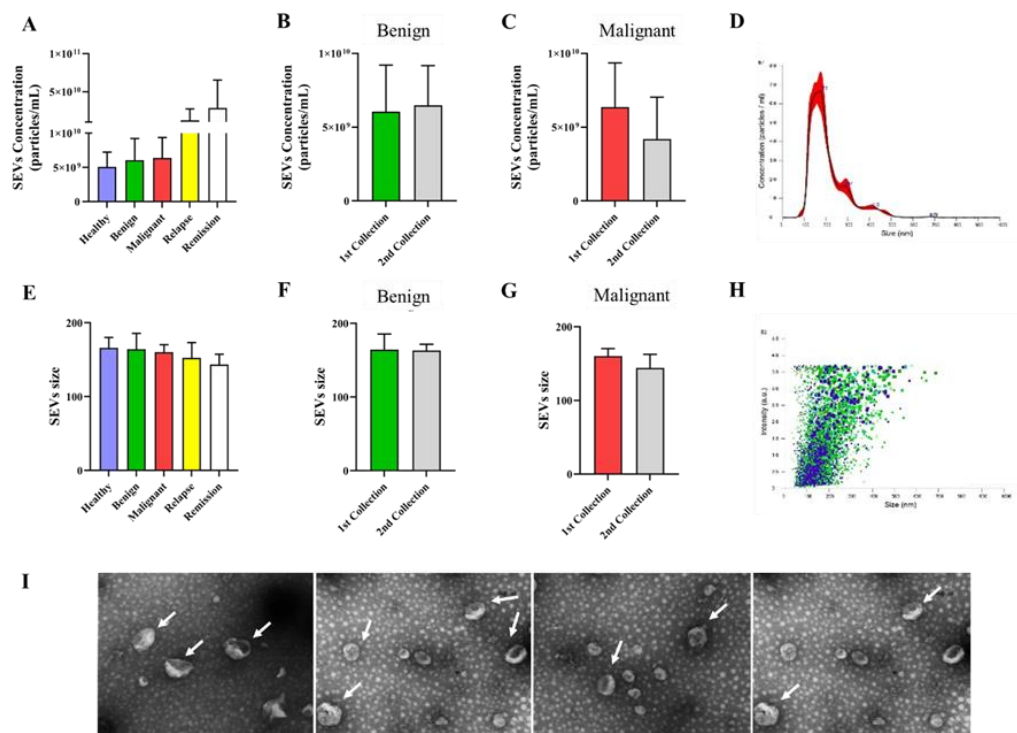 A
SEVs Concentration
(particles/mL)
1×10¹¹
5×10¹⁰
1×10¹⁰
5×10⁹
0
Healthy
Benign
Malignant
Relapse
Remission
B
Benign
SEVs Concentration
(particles/mL)
1×10¹⁰
5×10⁹
0
1st Collection
2nd Collection
C
Malignant
SEVs Concentration
(particles/mL)
1×10¹⁰
5×10⁹
0
1st Collection
2nd Collection
D
Concentration (particles / ml)
Size (nm)
E
SEVs size
200
100
0
Healthy
Benign
Malignant
Relapse
Remission
F
Benign
SEVs size
200
100
0
1st Collection
2nd Collection
G
Malignant
SEVs size
200
100
0
1st Collection
2nd Collection
H
Intensity (a.u.)
Size (nm)
I